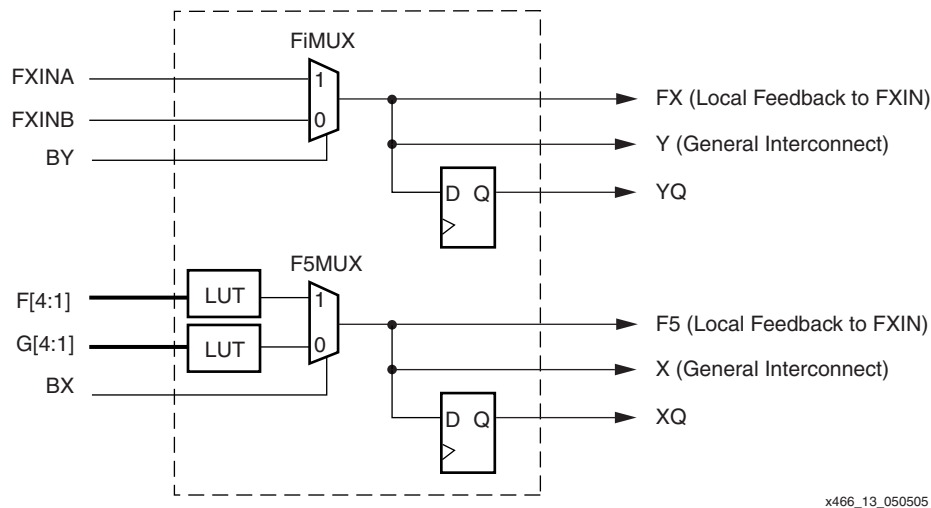 FiMUX
FXINA
1
FX (Local Feedback to FXIN)
FXINB
0
Y (General Interconnect)
BY
D Q
YQ
F5MUX
F[4:1]
LUT
1
F5 (Local Feedback to FXIN)
G[4:1]
LUT
0
X (General Interconnect)
BX
D Q
XQ
x466_13_050505